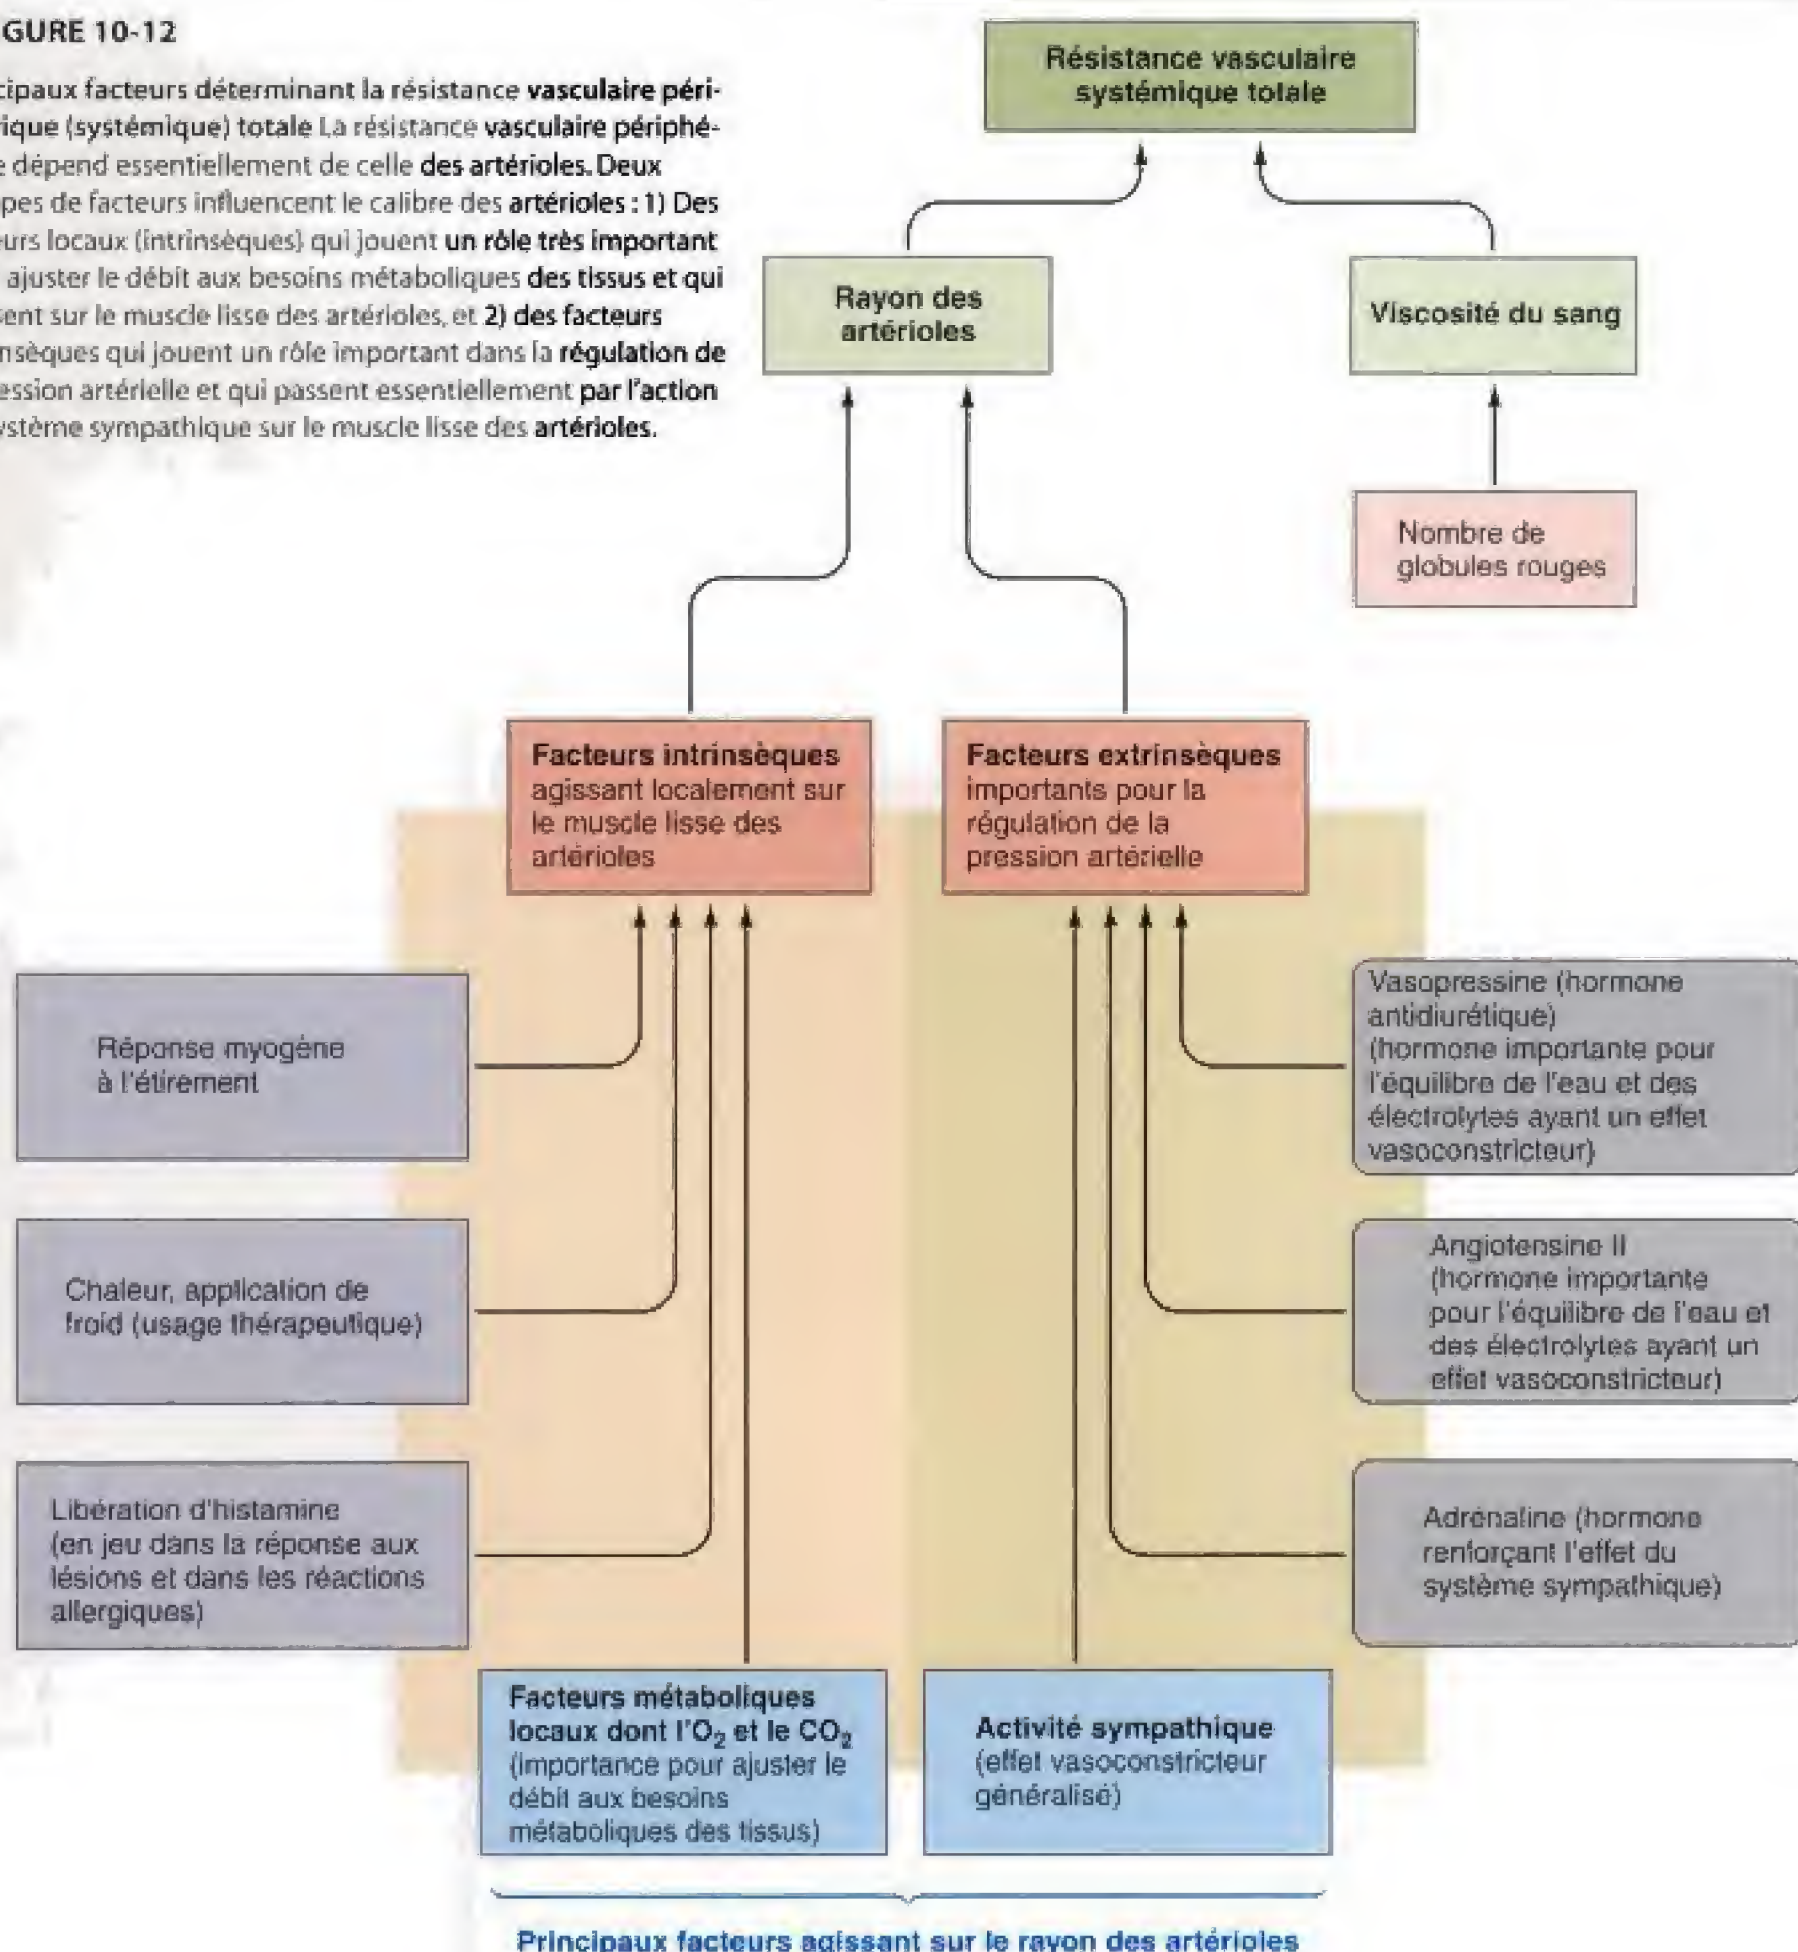 GURE 10-12
cipaux facteurs déterminant la résistance vasculaire péri-
rique (systémique) totale La résistance vasculaire périphé-
e dépend essentiellement de celle des artérioles. Deux
pes de facteurs influencent le calibre des artérioles : 1) Des
eurs locaux (intrinsèques) qui jouent un rôle très important
ajuster le débit aux besoins métaboliques des tissus et qui
sent sur le muscle lisse des artérioles, et 2) des facteurs
nsèques qui jouent un rôle important dans la régulation de
ession artérielle et qui passent essentiellement par l'action
ystème sympathique sur le muscle lisse des artérioles.
Résistance vasculaire
systémique totale
Rayon des
artérioles
Viscosité du sang
Nombre de
globules rouges
Facteurs intrinsèques
agissant localement sur
le muscle lisse des
artérioles
Facteurs extrinsèques
importants pour la
régulation de la
pression artérielle
Réponse myogène
à l'étirement
Chaleur, application de
froid (usage thérapeutique)
Libération d'histamine
(en jeu dans la réponse aux
lésions et dans les réactions
allergiques)
Vasopressine (hormone
antidiurétique)
(hormone importante pour
l'équilibre de l'eau et des
électrolytes ayant un effet
vasoconstricteur)
Angiotensine II
(hormone importante
pour l'équilibre de l'eau et
des électrolytes ayant un
effet vasoconstricteur)
Adrénaline (hormone
renforçant l'effet du
système sympathique)
Facteurs métaboliques
locaux dont l'O₂ et le CO₂
(importance pour ajuster le
débit aux besoins
métaboliques des tissus)
Activité sympathique
(effet vasoconstricteur
généralisé)
Principaux facteurs agissant sur le rayon des artérioles